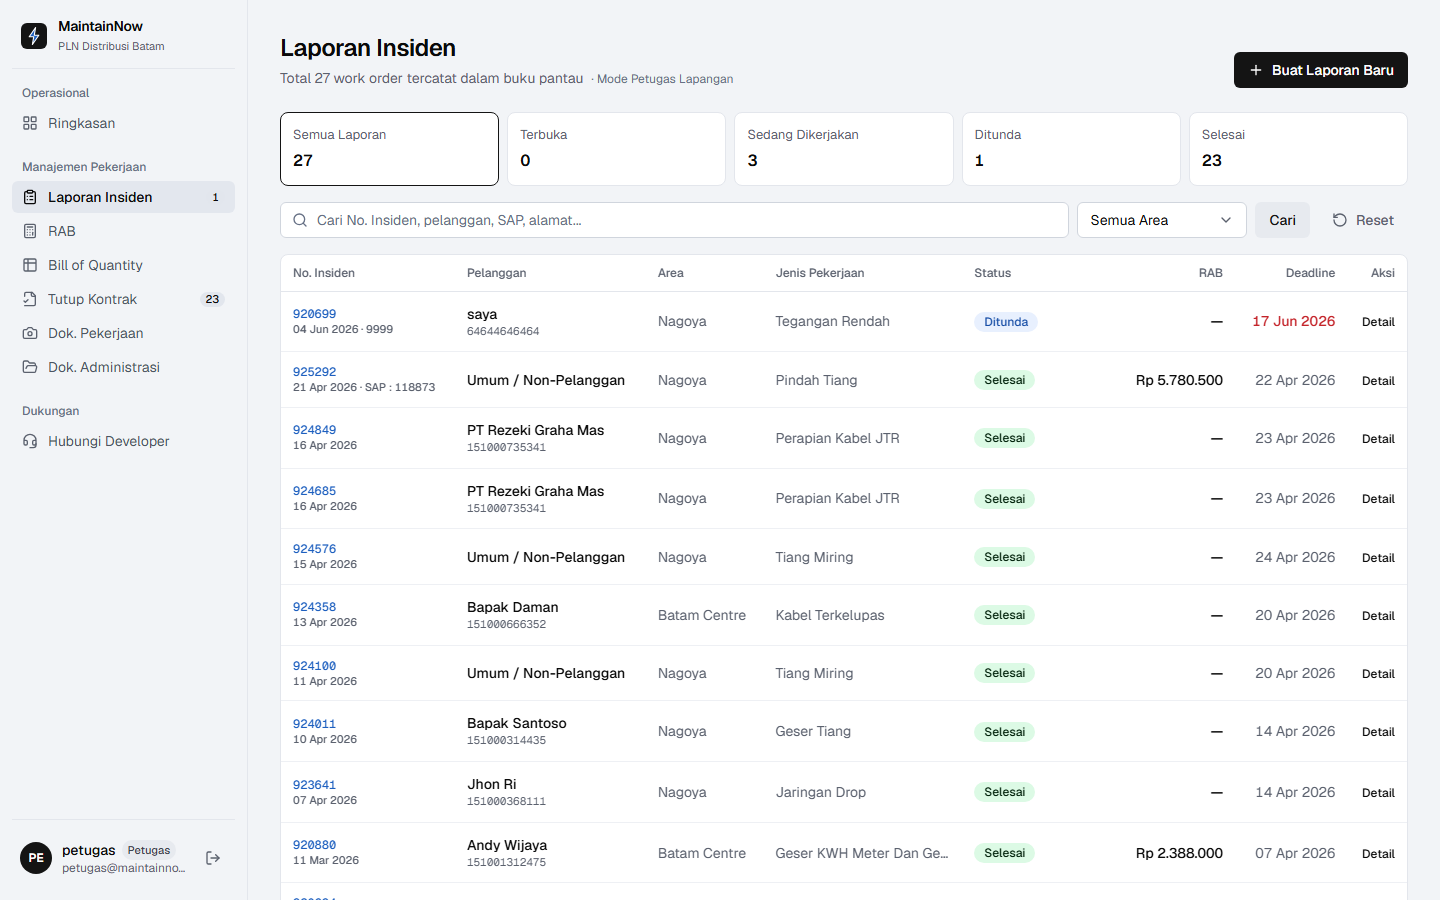 MaintainNow
PLN Distribusi Batam
Operasional
Ringkasan
Manajemen Pekerjaan
Laporan Insiden 1
RAB
Bill of Quantity
Tutup Kontrak 23
Dok. Pekerjaan
Dok. Administrasi
Dukungan
Hubungi Developer
PE
petugas Petugas
petugas@maintainno...
Laporan Insiden
Total 27 work order tercatat dalam buku pantau · Mode Petugas Lapangan
Buat Laporan Baru
Semua Laporan
27
Terbuka
0
Sedang Dikerjakan
3
Ditunda
1
Selesai
23
Cari No. Insiden, pelanggan, SAP, alamat...
Semua Area
Cari
Reset
No. Insiden Pelanggan Area Jenis Pekerjaan Status RAB Deadline Aksi
920699 saya Nagoya Tegangan Rendah Ditunda — 17 Jun 2026 Detail
04 Jun 2026 · 9999 64644646464
925292 Umum / Non-Pelanggan Nagoya Pindah Tiang Selesai Rp 5.780.500 22 Apr 2026 Detail
21 Apr 2026 · SAP : 118873
924849 PT Rezeki Graha Mas Nagoya Perapian Kabel JTR Selesai — 23 Apr 2026 Detail
16 Apr 2026 151000735341
924685 PT Rezeki Graha Mas Nagoya Perapian Kabel JTR Selesai — 23 Apr 2026 Detail
16 Apr 2026 151000735341
924576 Umum / Non-Pelanggan Nagoya Tiang Miring Selesai — 24 Apr 2026 Detail
15 Apr 2026
924358 Bapak Daman Batam Centre Kabel Terkelupas Selesai — 20 Apr 2026 Detail
13 Apr 2026 151000666352
924100 Umum / Non-Pelanggan Nagoya Tiang Miring Selesai — 20 Apr 2026 Detail
11 Apr 2026
924011 Bapak Santoso Nagoya Geser Tiang Selesai — 14 Apr 2026 Detail
10 Apr 2026 151000314435
923641 Jhon Ri Nagoya Jaringan Drop Selesai — 14 Apr 2026 Detail
07 Apr 2026 151000368111
920880 Andy Wijaya Batam Centre Geser KWH Meter Dan Ge... Selesai Rp 2.388.000 07 Apr 2026 Detail
11 Mar 2026 151001312475